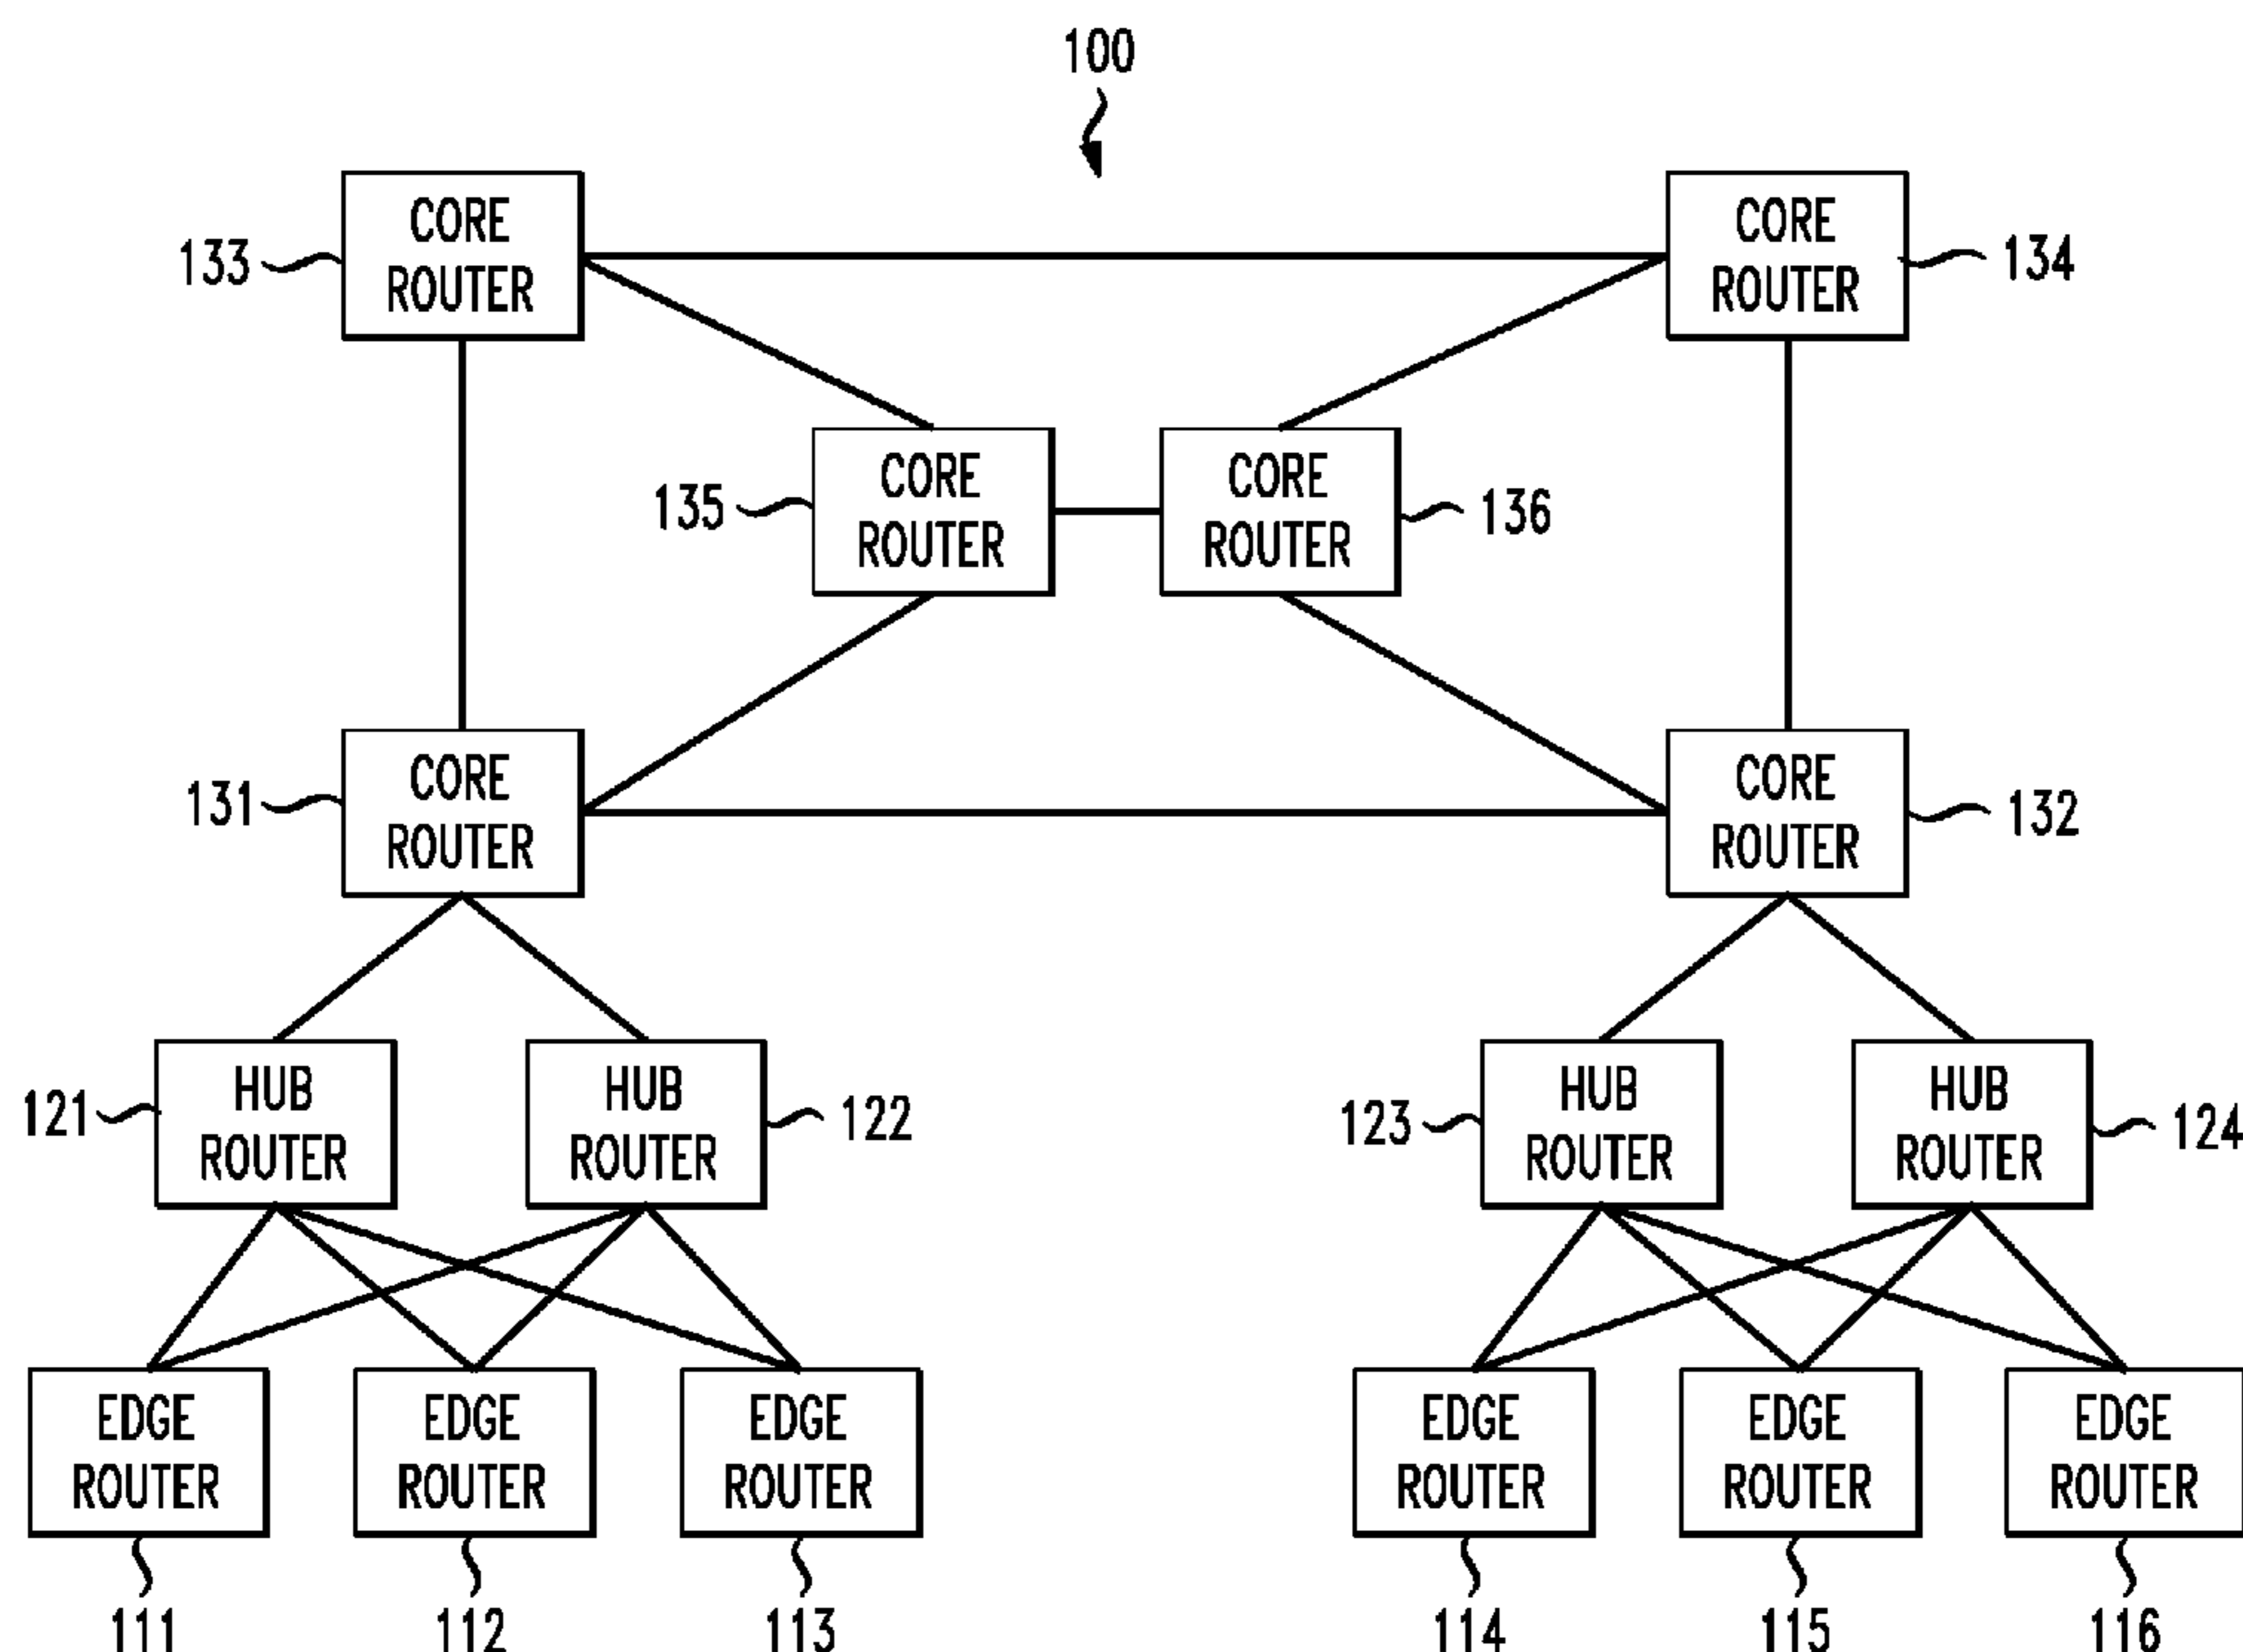 100
CORE
ROUTER
133
CORE
ROUTER
134
CORE
ROUTER
135
CORE
ROUTER
136
CORE
ROUTER
131
CORE
ROUTER
132
HUB
ROUTER
121
HUB
ROUTER
122
HUB
ROUTER
123
HUB
ROUTER
124
EDGE
ROUTER
111
EDGE
ROUTER
112
EDGE
ROUTER
113
EDGE
ROUTER
114
EDGE
ROUTER
115
EDGE
ROUTER
116